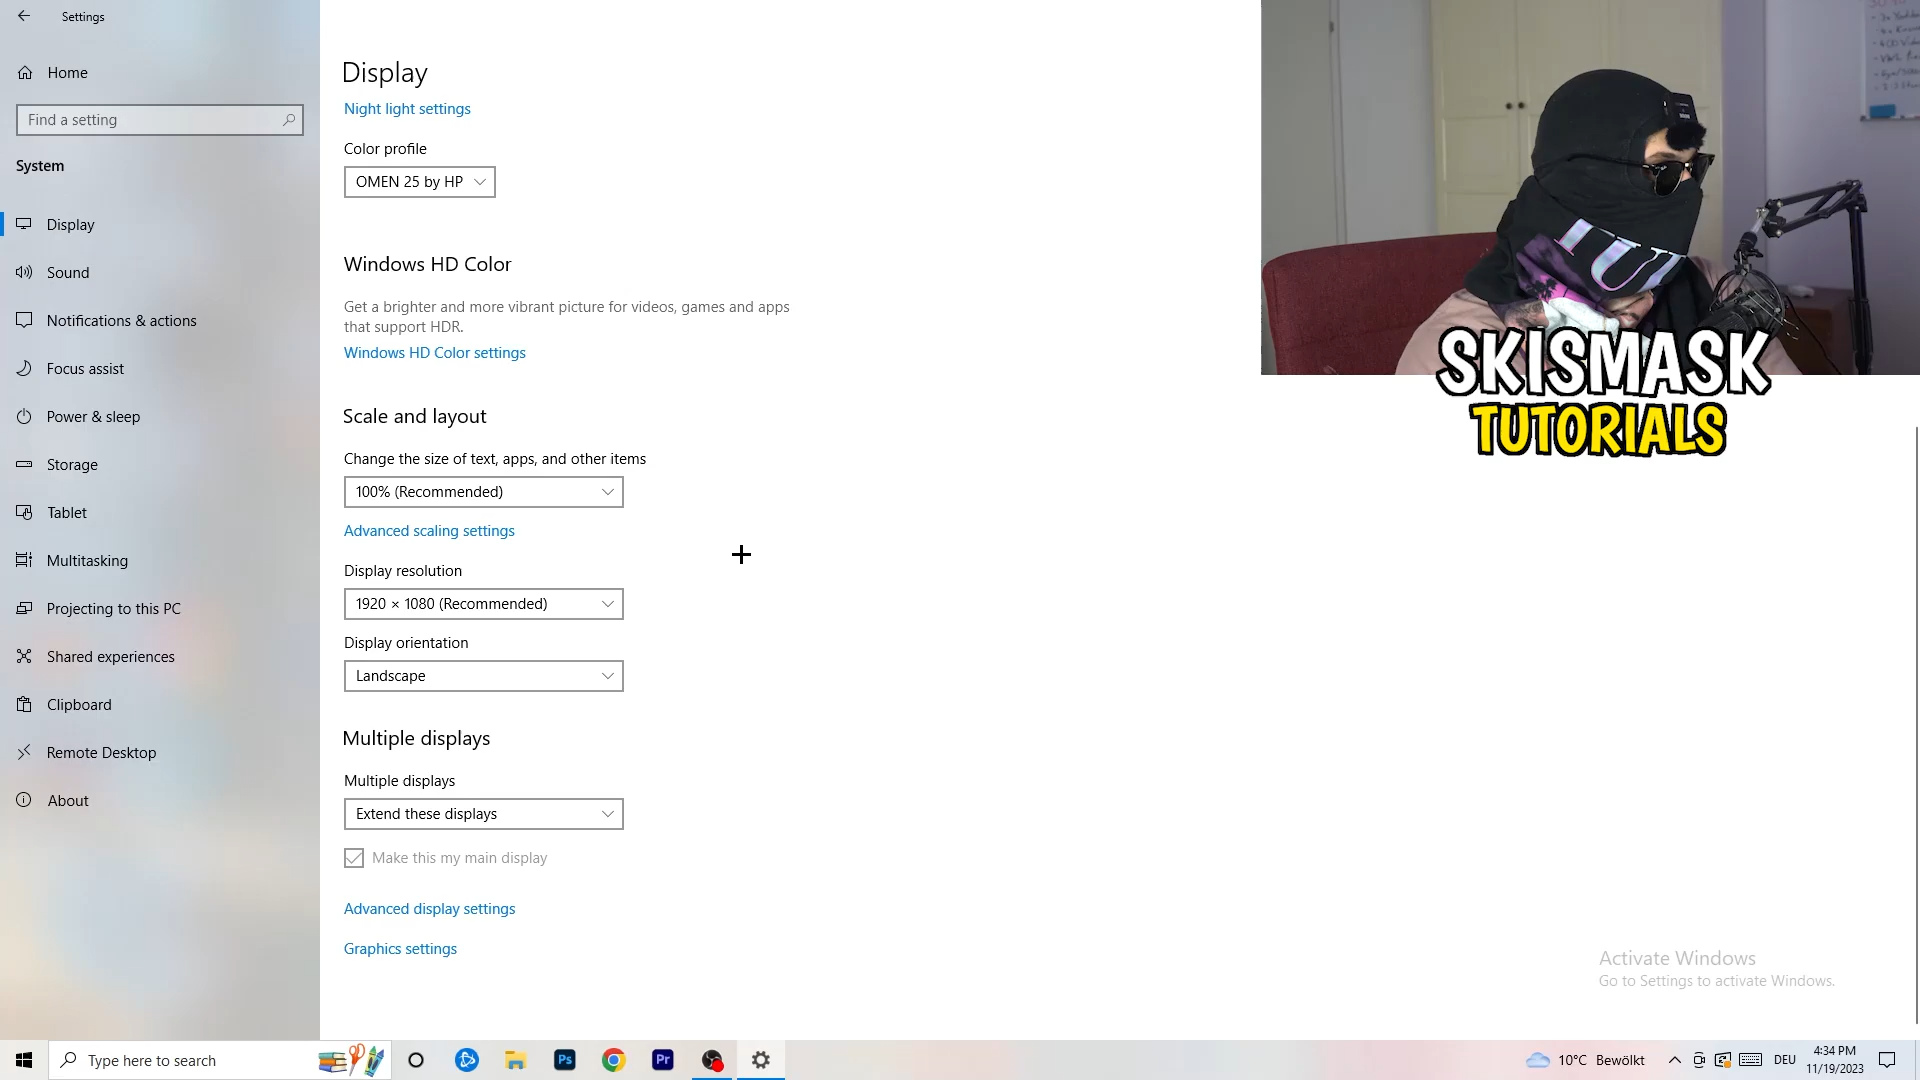 Settings
Home
Find a setting
System
Display
Sound
Notifications & actions
Focus assist
Power & sleep
Storage
Tablet
Multitasking
Projecting to this PC
Shared experiences
Clipboard
Remote Desktop
About
Display
Night light settings
Color profile
OMEN 25 by HP
Windows HD Color
Get a brighter and more vibrant picture for videos, games and apps
that support HDR.
Windows HD Color settings
Scale and layout
Change the size of text, apps, and other items
100% (Recommended)
Advanced scaling settings
Display resolution
1920 × 1080 (Recommended)
Display orientation
Landscape
Multiple displays
Multiple displays
Extend these displays
Make this my main display
Advanced display settings
Graphics settings
SKISMASK
TUTORIALS
Activate Windows
Go to Settings to activate Windows.
Type here to search
Ps
Pr
10°C Bewölkt
DEU
4:34 PM
11/19/2023